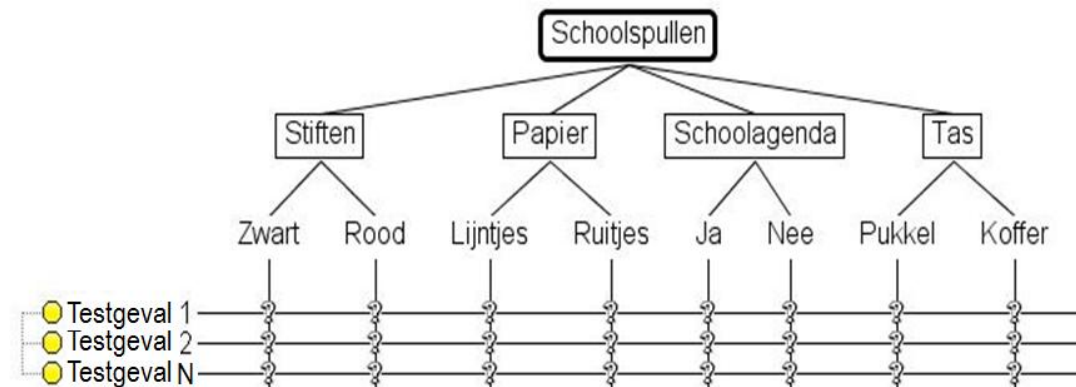 Schoolspullen
Stiften Papier Schoolagenda Tas
Zwart Rood Lijntjes Ruitjes Ja Nee Pukkel Koffer
Testgeval 1 ? ? ? ? ? ? ? ?
Testgeval 2 ? ? ? ? ? ? ? ?
Testgeval N ? ? ? ? ? ? ? ?